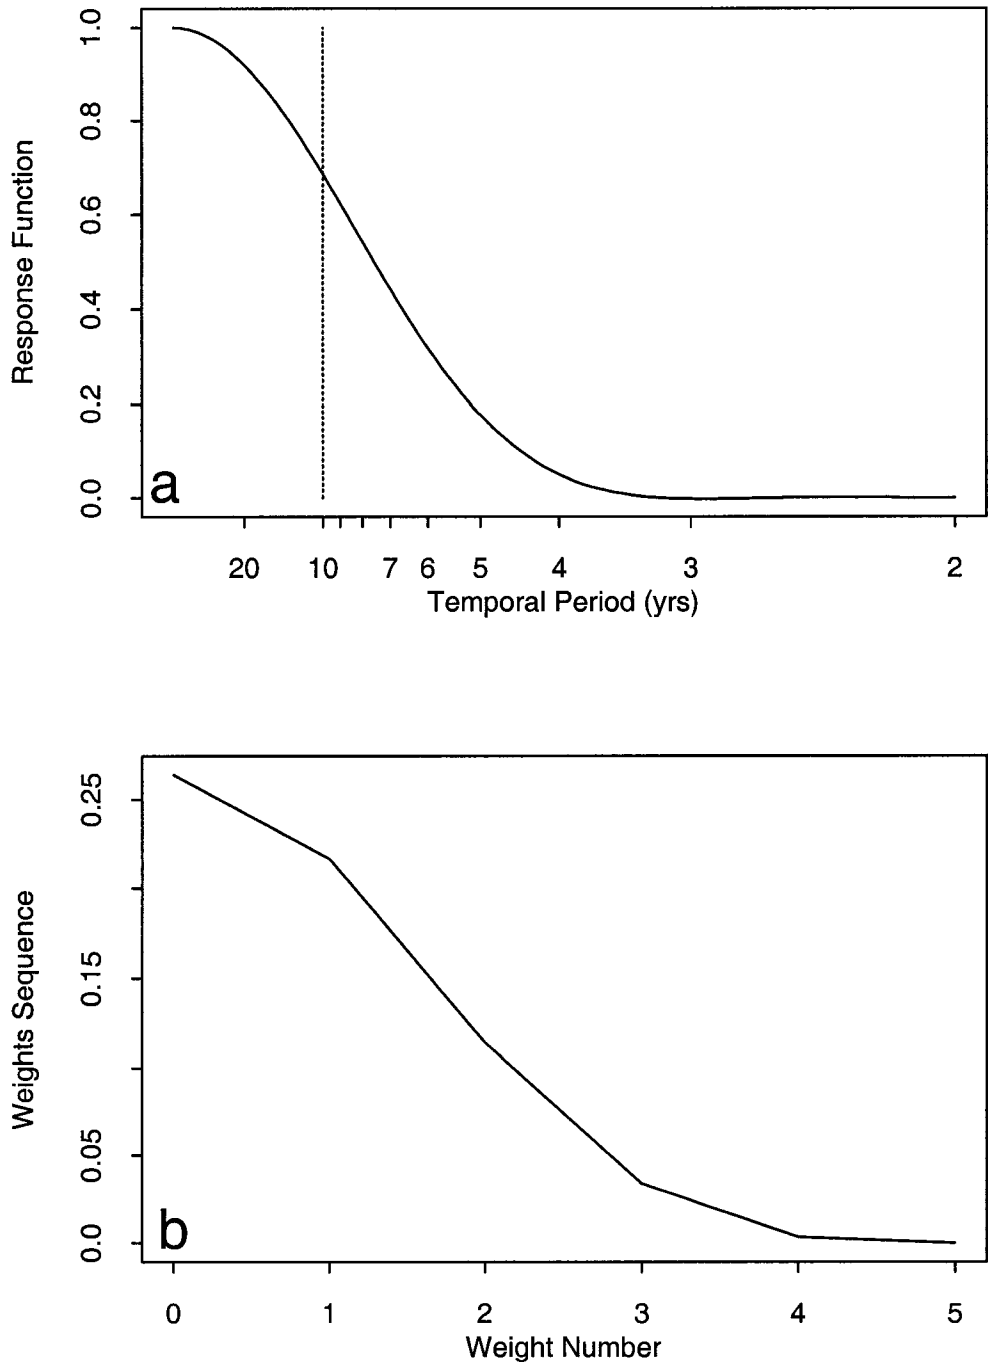 Response Function
1.0
0.8
0.6
0.4
0.2
0.0
a
20 10 7 6 5 4 3 2
Temporal Period (yrs)
Weights Sequence
0.25
0.15
0.05
0.0
b
0 1 2 3 4 5
Weight Number